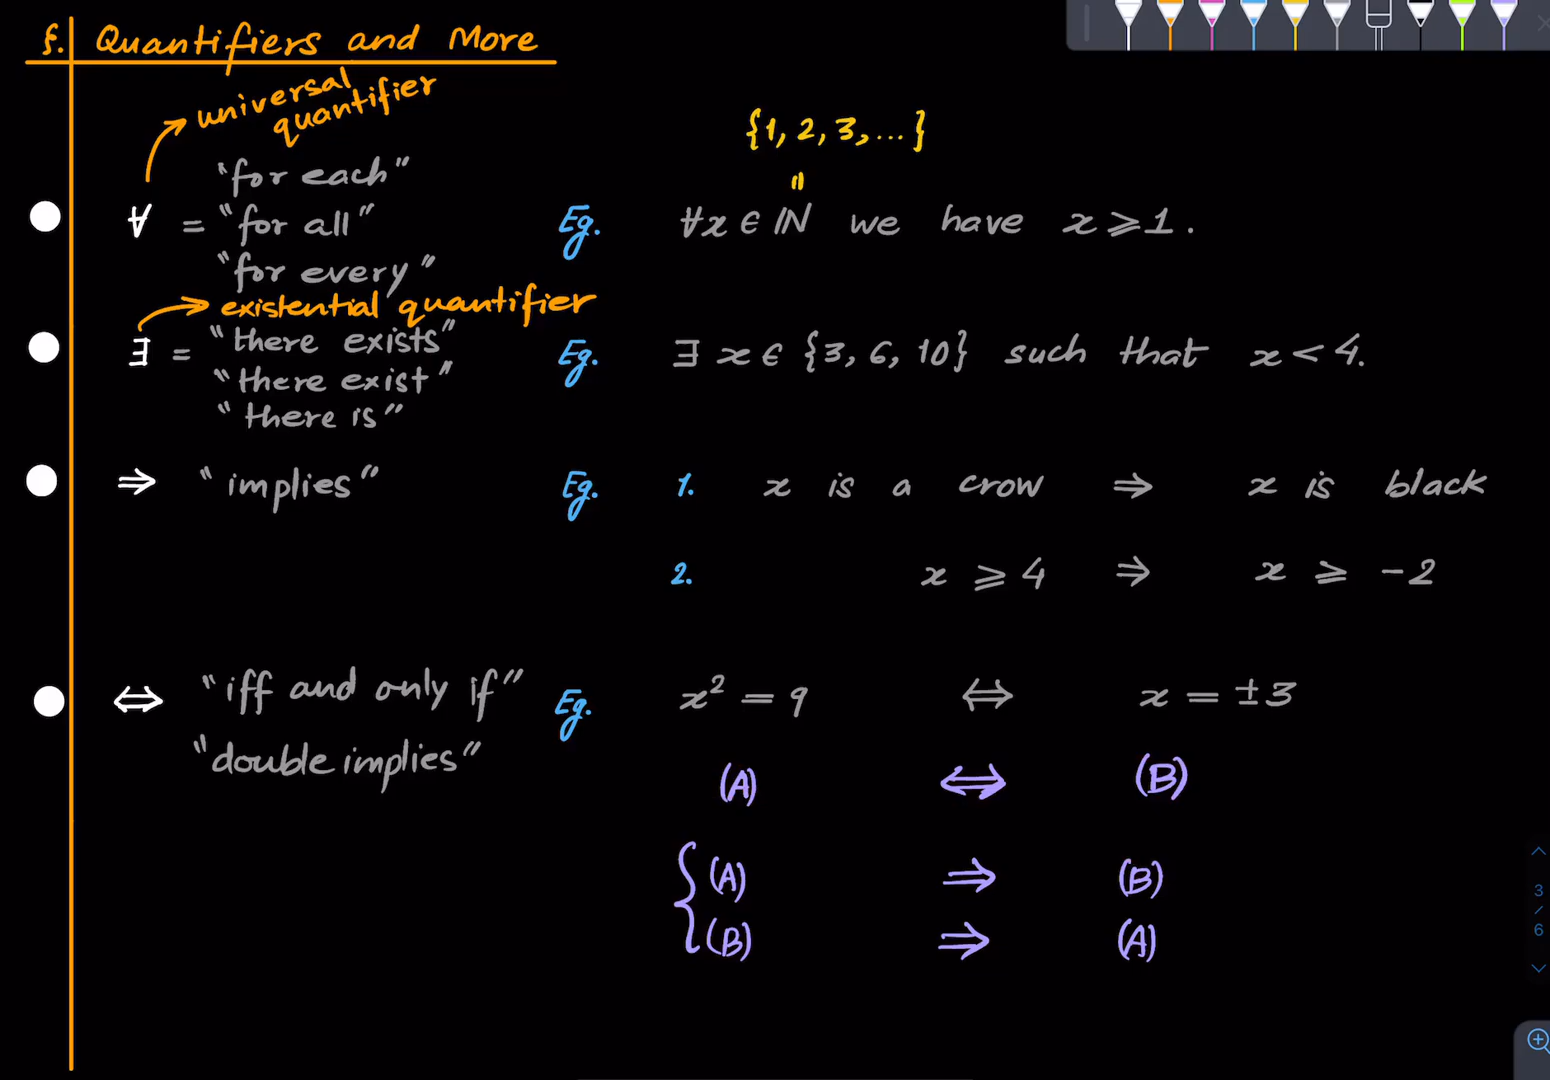 f. Quantifiers and More
universal
quantifier
{1, 2, 3, ...}
"for each"
=
∀ = "for all" Eg. ∀x ∈ ℕ we have x ⩾ 1.
"for every"
existential quantifier
"there exists"
∃ = Eg. ∃ x ∈ {3, 6, 10} such that x < 4.
"there exist"
"there is"
⇒ "implies" Eg. 1. x is a crow ⇒ x is black
2. x ⩾ 4 ⇒ x ⩾ -2
⇔ "iff and only if" Eg. x² = 9 ⇔ x = ±3
"double implies"
(A) ⇔ (B)
{ (A) ⇒ (B)
(B) ⇒ (A)
3
/
6